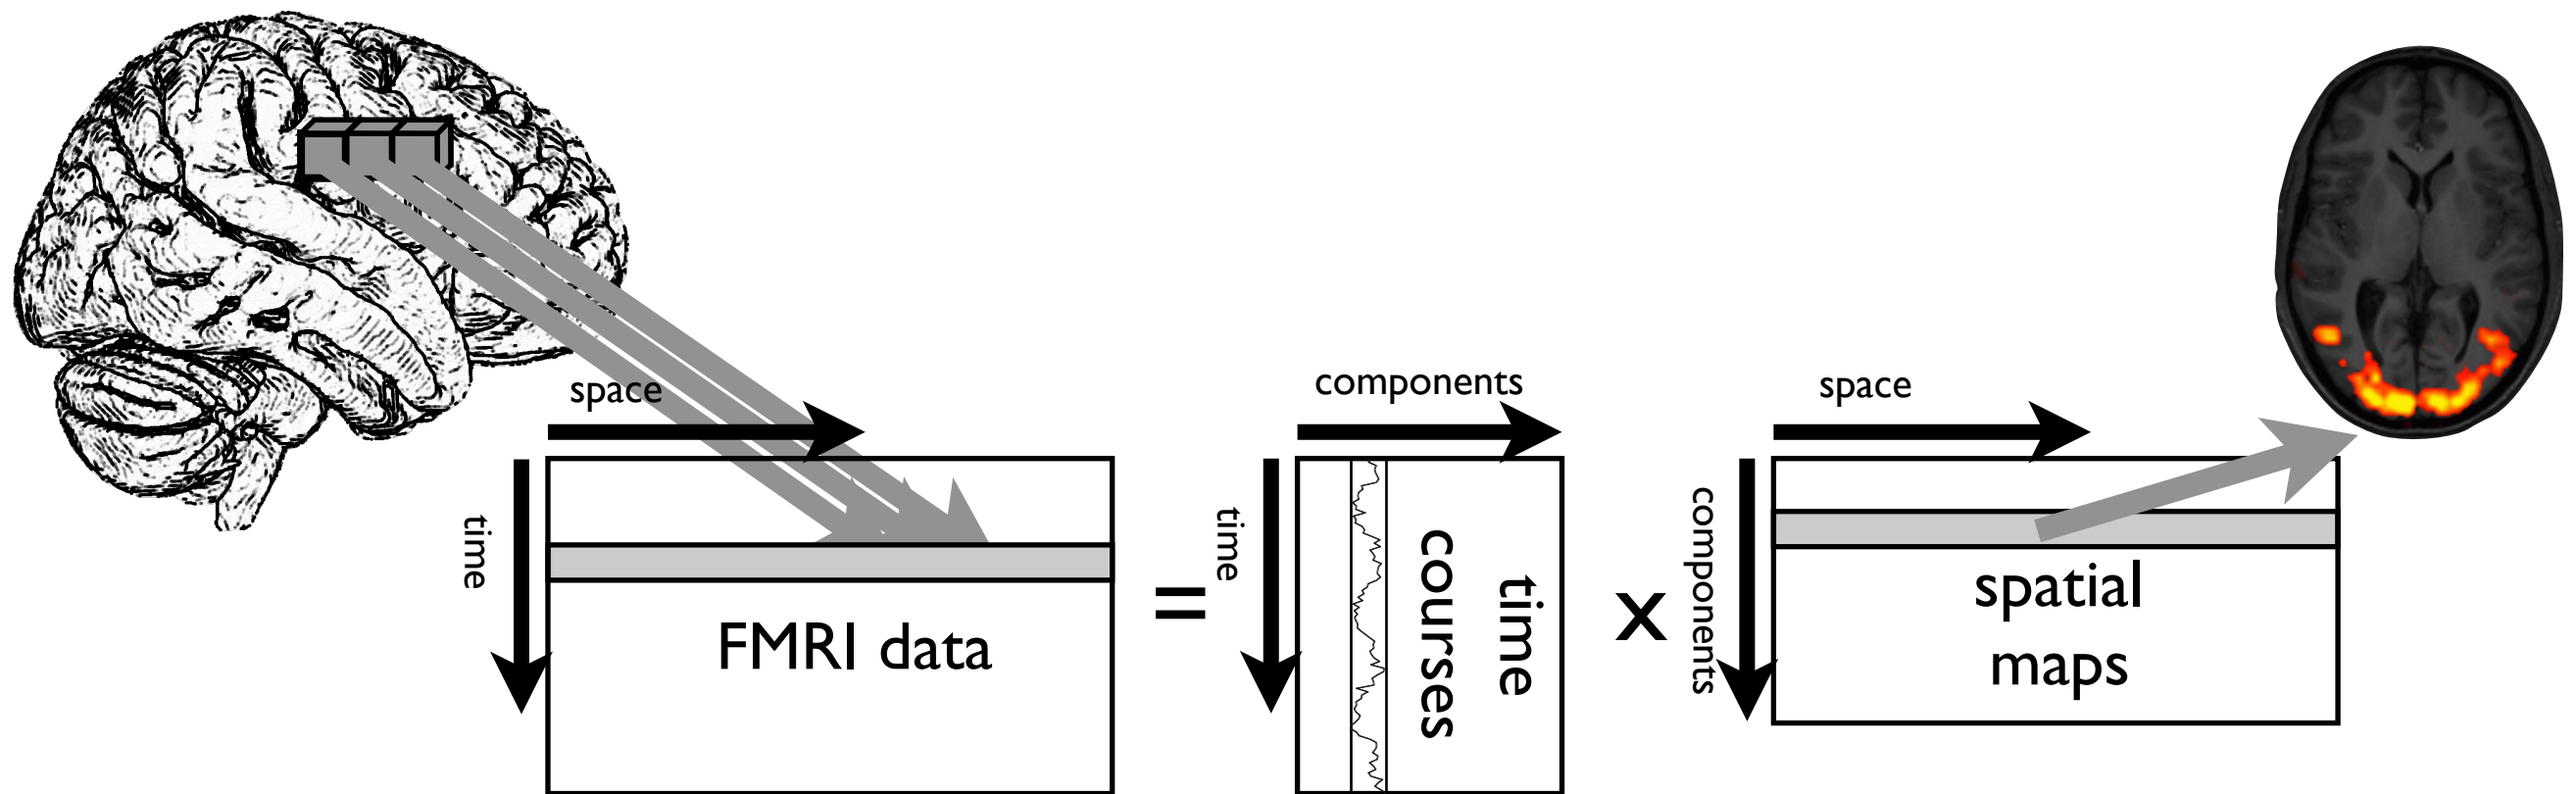 space
time
FMRI data
=
components
time
time
courses
x
space
components
spatial
maps